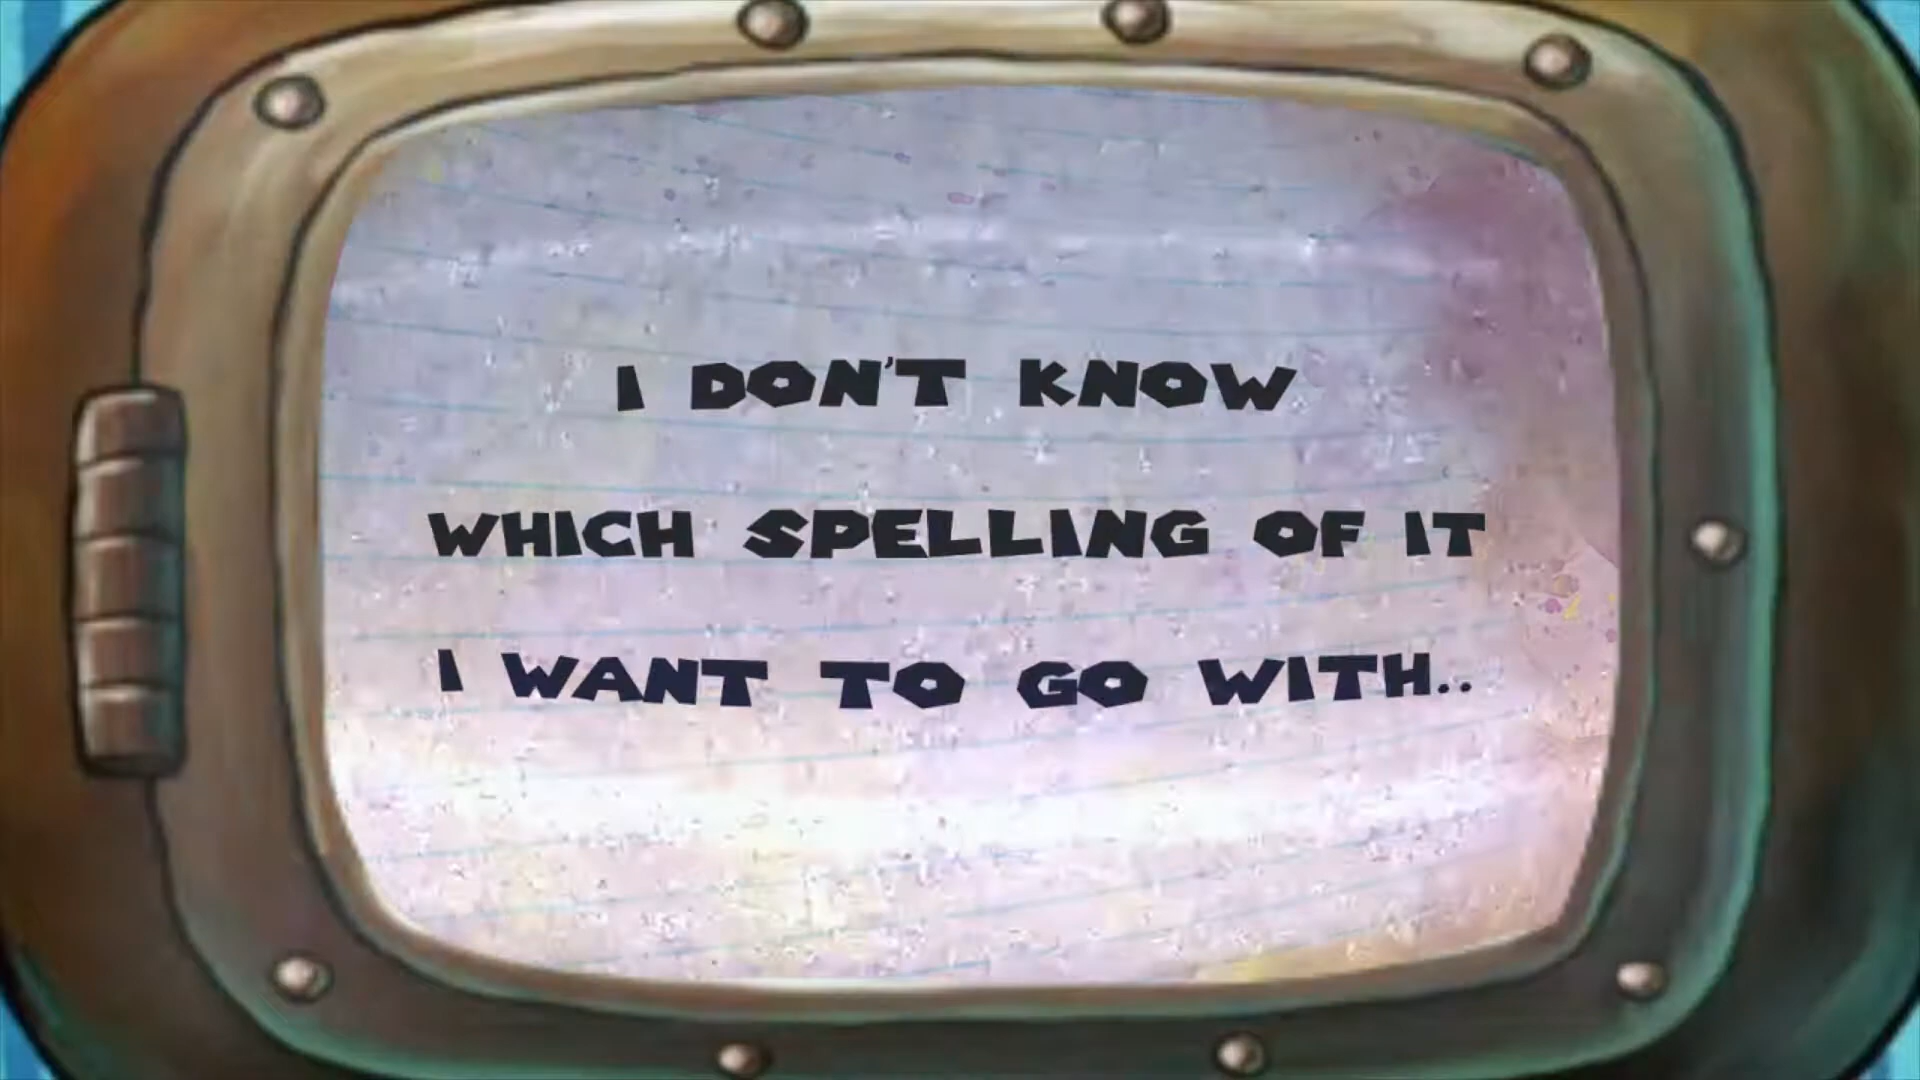 I DON'T KNOW
WHICH SPELLING OF IT
I WANT TO GO WITH..